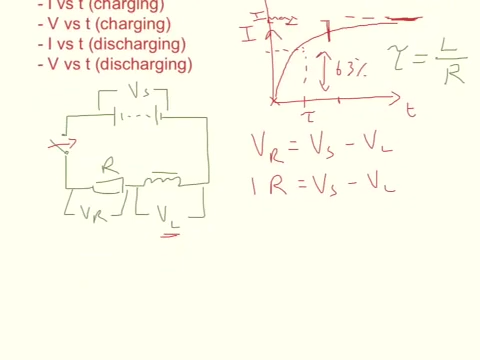 - I vs t (charging)
- V vs t (charging)
- I vs t (discharging)
- V vs t (discharging)
Imax
I
63%
τ
t
τ = L/R
Vs
R
VR
VL
VR = Vs - VL
IR = Vs - VL